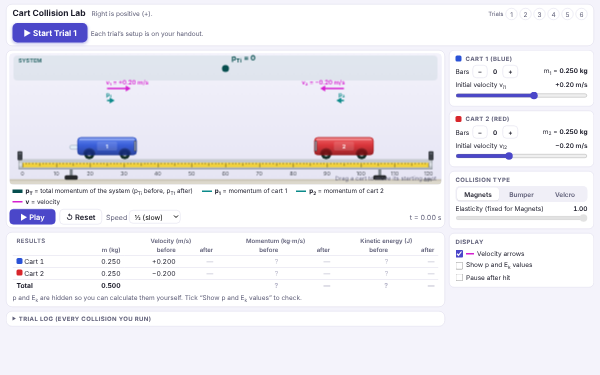 Cart Collision Lab Right is positive (+).
Trials 1 2 3 4 5 6
▶ Start Trial 1 Each trial's setup is on your handout.
SYSTEM
pTi = 0
v₁ = +0.20 m/s
v₂ = −0.20 m/s
p₁
p₂
1
2
0 10 20 30 40 50 60 70 80 90 100 110 120
pT = total momentum of the system (pTi before, pTf after) p₁ = momentum of cart 1 p₂ = momentum of cart 2
v = velocity
▶ Play ↺ Reset Speed ½ (slow) t = 0.00 s
RESULTS Velocity (m/s) Momentum (kg·m/s) Kinetic energy (J)
m (kg) before after before after before after
Cart 1 0.250 +0.200 — ? — ? —
Cart 2 0.250 −0.200 — ? — ? —
Total 0.500 ? — ? —
p and Ek are hidden so you can calculate them yourself. Tick "Show p and Ek values" to check.
▸ TRIAL LOG (EVERY COLLISION YOU RUN)
CART 1 (BLUE)
Bars − 0 + m₁ = 0.250 kg
Initial velocity vi1 +0.20 m/s
CART 2 (RED)
Bars − 0 + m₂ = 0.250 kg
Initial velocity vi2 −0.20 m/s
COLLISION TYPE
Magnets Bumper Velcro
Elasticity (fixed for Magnets) 1.00
DISPLAY
Velocity arrows
Show p and Ek values
Pause after hit